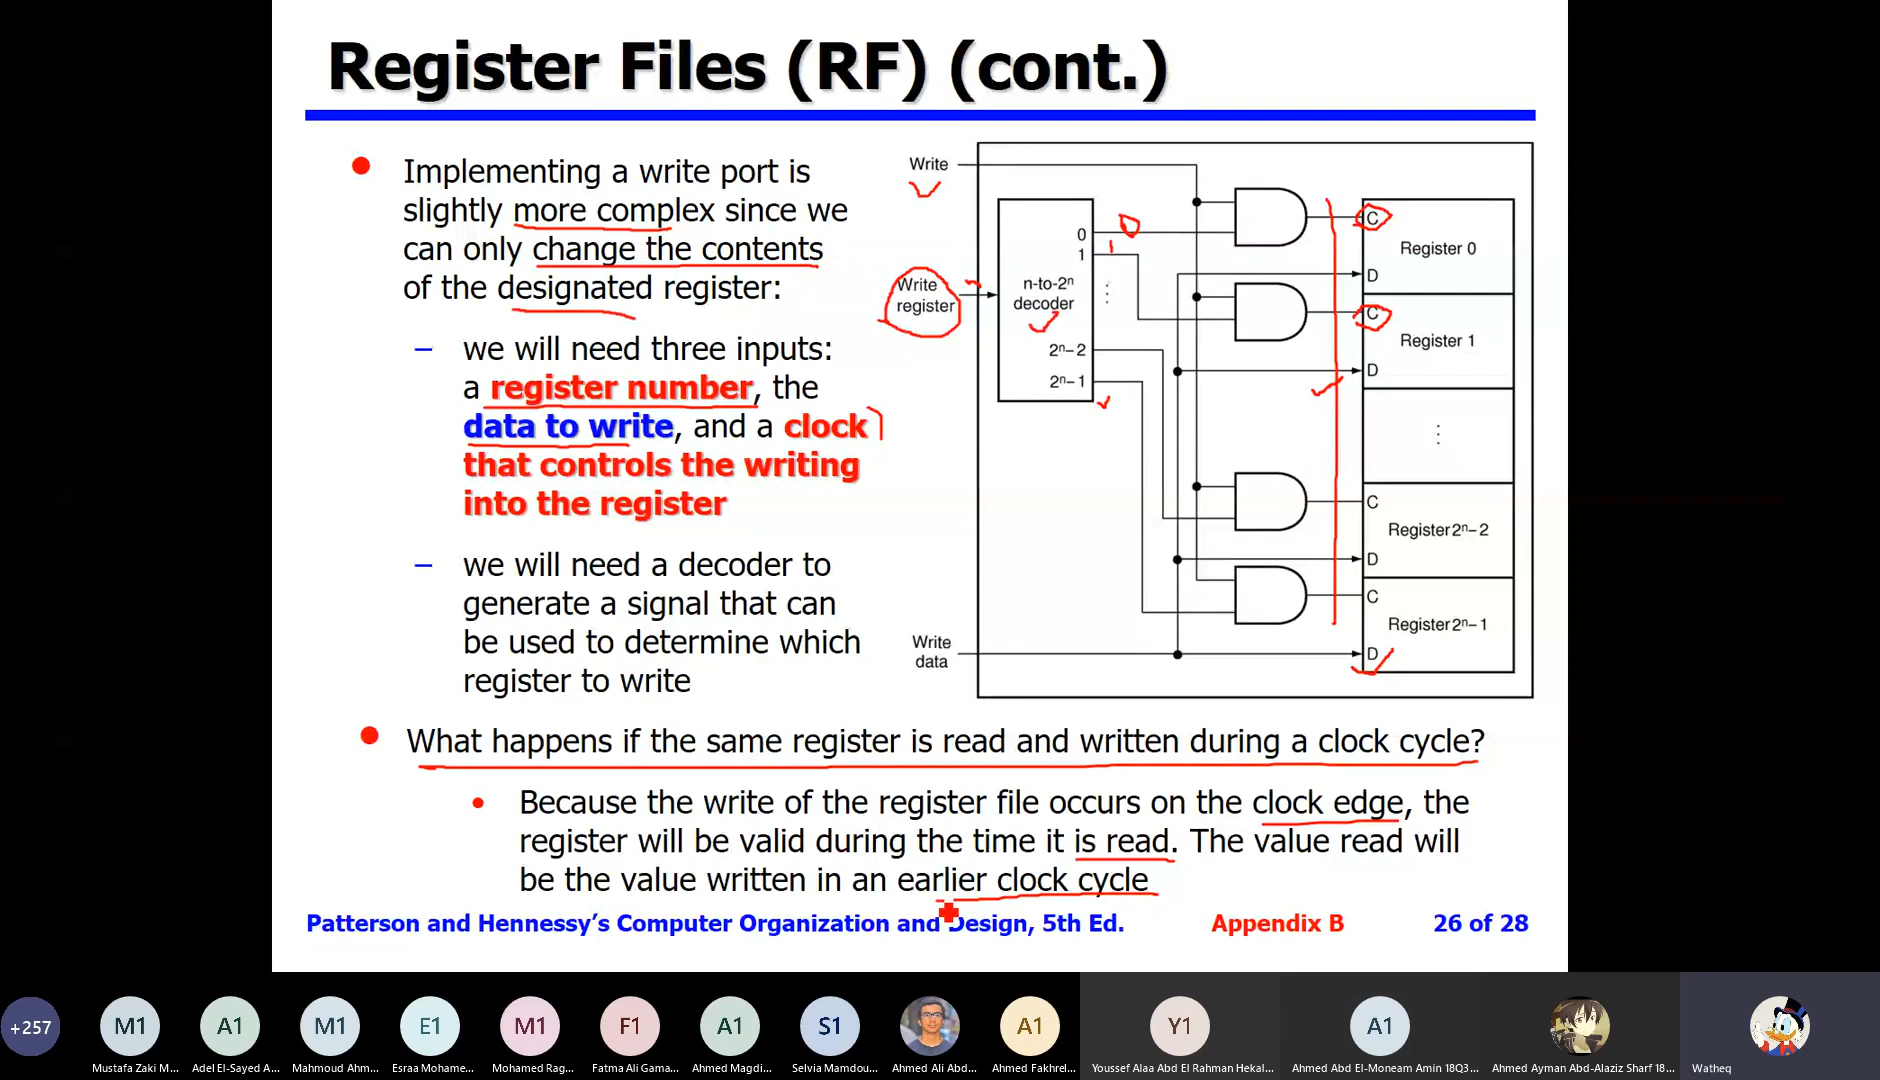 Register Files (RF) (cont.)
Implementing a write port is
slightly more complex since we
can only change the contents
of the designated register:
– we will need three inputs:
a register number, the
data to write, and a clock
that controls the writing
into the register
– we will need a decoder to
generate a signal that can
be used to determine which
register to write
Write
Write
register
n-to-2ⁿ
decoder
0
1
⋮
2ⁿ–2
2ⁿ–1
C
Register 0
D
C
Register 1
D
⋮
C
Register 2ⁿ–2
D
C
Register 2ⁿ–1
D
Write
data
What happens if the same register is read and written during a clock cycle?
Because the write of the register file occurs on the clock edge, the
register will be valid during the time it is read. The value read will
be the value written in an earlier clock cycle
Patterson and Hennessy’s Computer Organization and Design, 5th Ed. Appendix B 26 of 28
+257 M1 A1 M1 E1 M1 F1 A1 S1 A1 Y1 A1
Mustafa Zaki M... Adel El-Sayed A... Mahmoud Ahm... Esraa Mohame... Mohamed Rag... Fatma Ali Gama... Ahmed Magdi... Selvia Mamdou... Ahmed Ali Abd... Ahmed Fakhrel... Youssef Alaa Abd El Rahman Hekal... Ahmed Abd El-Moneam Amin 18Q3... Ahmed Ayman Abd-Alaziz Sharf 18... Watheq